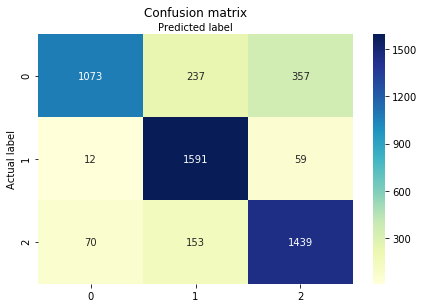 Confusion matrix
Predicted label
Actual label
0 1073 237 357
1 12 1591 59
2 70 153 1439
0 1 2
1500
1200
900
600
300